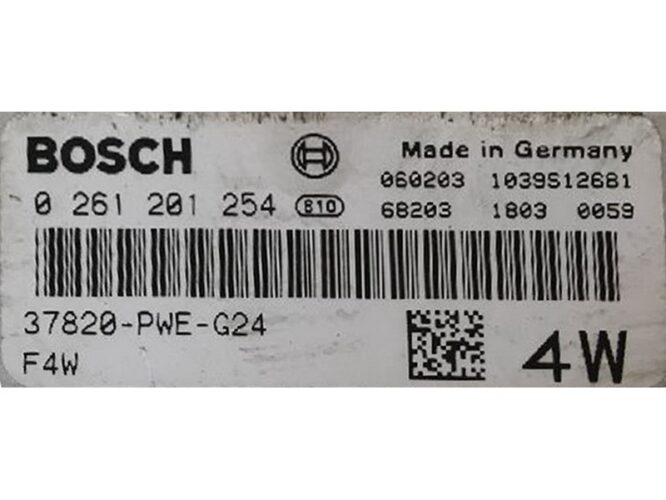 BOSCH Made in Germany
060203 1039S12681
0 261 201 254 810 68203 1803 0059
37820-PWE-G24
F4W 4W